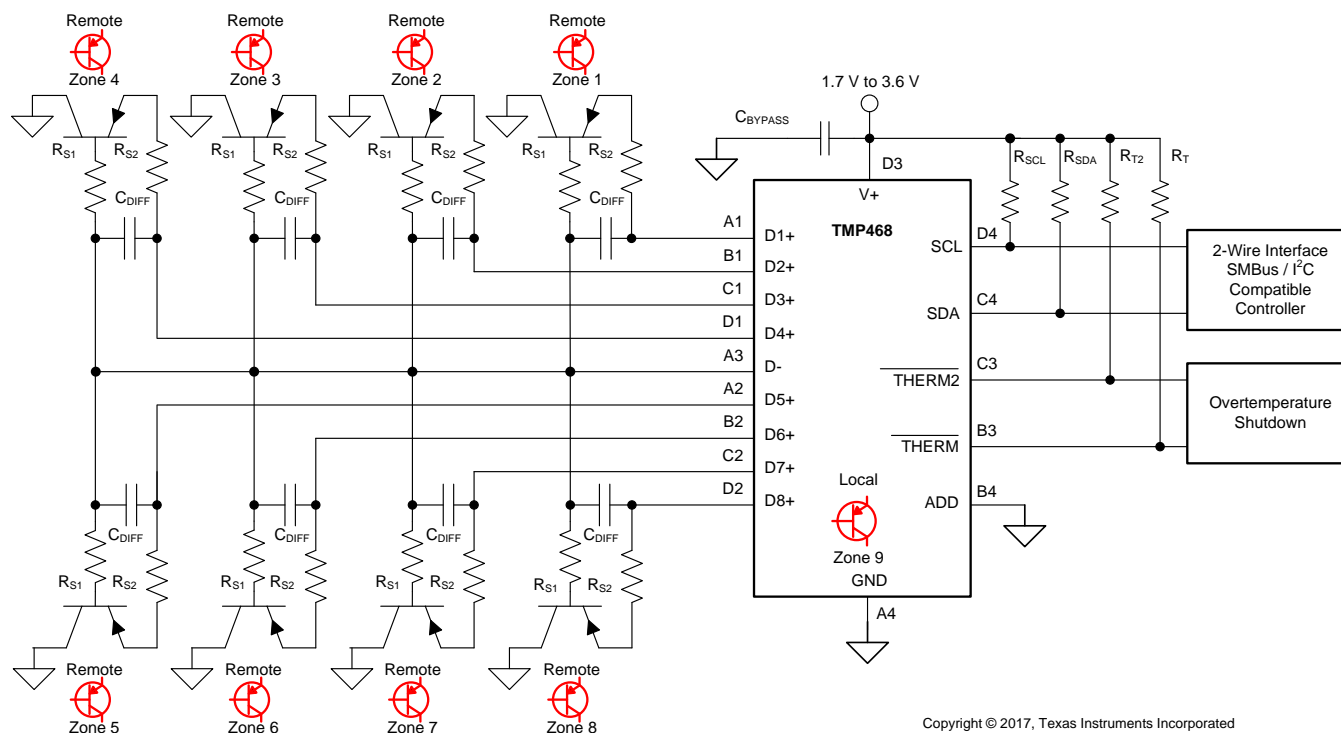 Remote Remote Remote Remote
Zone 4 Zone 3 Zone 2 Zone 1
1.7 V to 3.6 V
CBYPASS
RS1 RS2 RS1 RS2 RS1 RS2 RS1 RS2
RSCL RSDA RT2 RT
D3
V+
CDIFF CDIFF CDIFF CDIFF
TMP468
A1 D1+
B1 D2+
C1 D3+
D1 D4+
A3 D-
A2 D5+
B2 D6+
C2 D7+
D2 D8+
SCL D4
SDA C4
THERM2 C3
THERM B3
ADD B4
2-Wire Interface
SMBus / I2C
Compatible
Controller
Overtemperature
Shutdown
Local
Zone 9
GND
A4
CDIFF CDIFF CDIFF CDIFF
RS1 RS2 RS1 RS2 RS1 RS2 RS1 RS2
Remote Remote Remote Remote
Zone 5 Zone 6 Zone 7 Zone 8
Copyright © 2017, Texas Instruments Incorporated